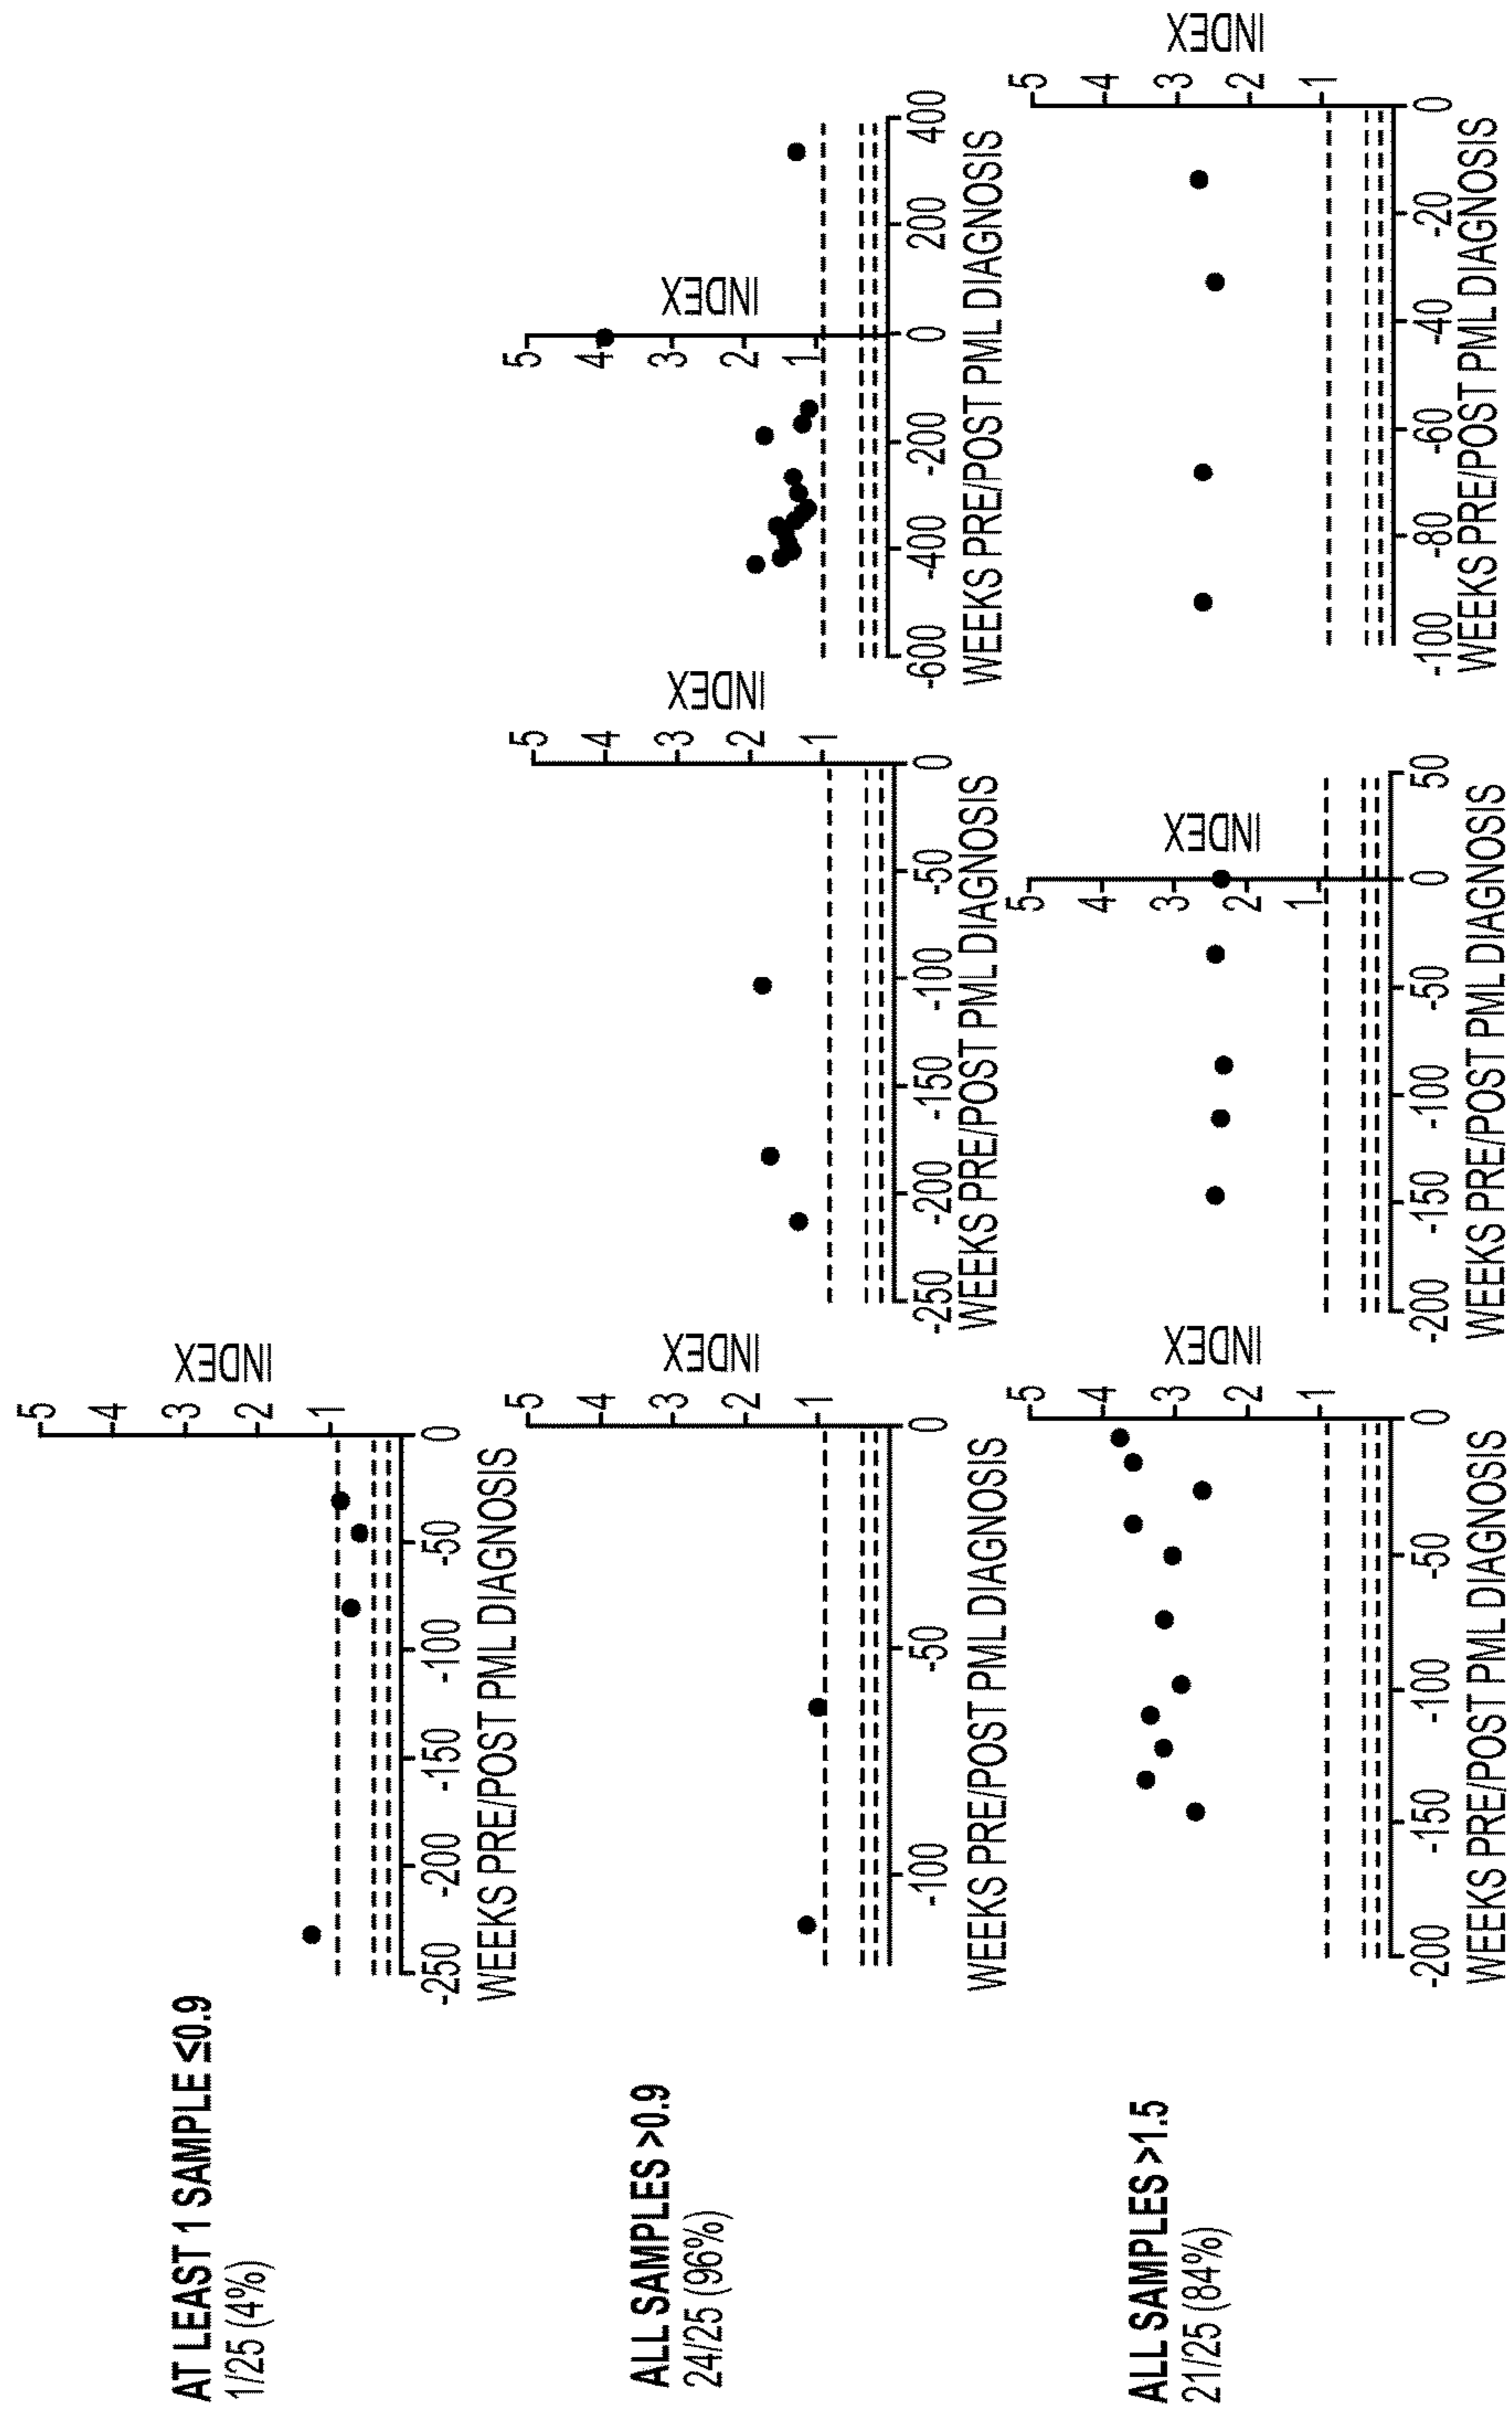 AT LEAST 1 SAMPLE ≤0.9
1/25 (4%)
5
4
3
2
1
INDEX
-250 -200 -150 -100 -50 0
WEEKS PRE/POST PML DIAGNOSIS
ALL SAMPLES >0.9
24/25 (96%)
5
4
3
2
1
INDEX
-100 -50 0
WEEKS PRE/POST PML DIAGNOSIS
5
4
3
2
1
INDEX
-250 -200 -150 -100 -50 0
WEEKS PRE/POST PML DIAGNOSIS
5
4
3
2
1
INDEX
-600 -400 -200 0 200 400
WEEKS PRE/POST PML DIAGNOSIS
ALL SAMPLES >1.5
21/25 (84%)
5
4
3
2
1
INDEX
-200 -150 -100 -50 0
WEEKS PRE/POST PML DIAGNOSIS
5
4
3
2
1
INDEX
-200 -150 -100 -50 0 50
WEEKS PRE/POST PML DIAGNOSIS
5
4
3
2
1
INDEX
-100 -80 -60 -40 -20 0
WEEKS PRE/POST PML DIAGNOSIS